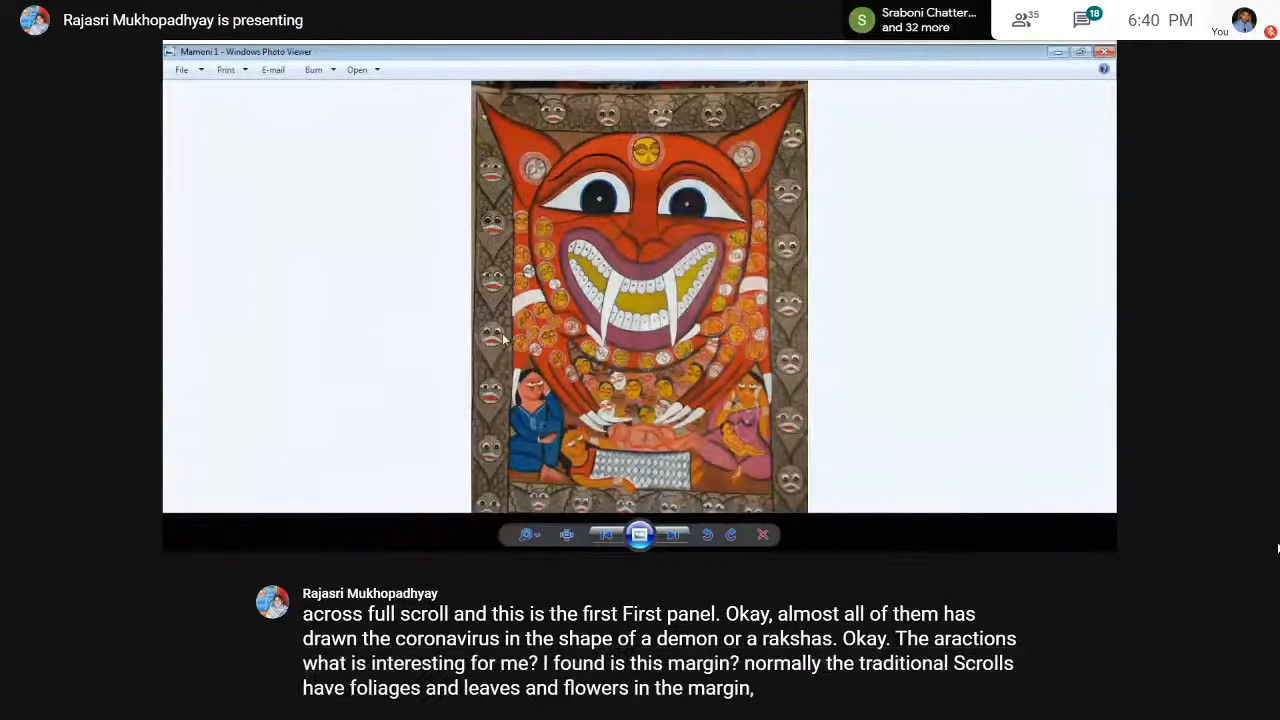 Rajasri Mukhopadhyay is presenting
S
Sraboni Chatter...
and 32 more
35
18
6:40 PM
You
Mamoni 1 - Windows Photo Viewer
File Print E-mail Burn Open
Rajasri Mukhopadhyay
across full scroll and this is the first First panel. Okay, almost all of them has
drawn the coronavirus in the shape of a demon or a rakshas. Okay. The aractions
what is interesting for me? I found is this margin? normally the traditional Scrolls
have foliages and leaves and flowers in the margin,